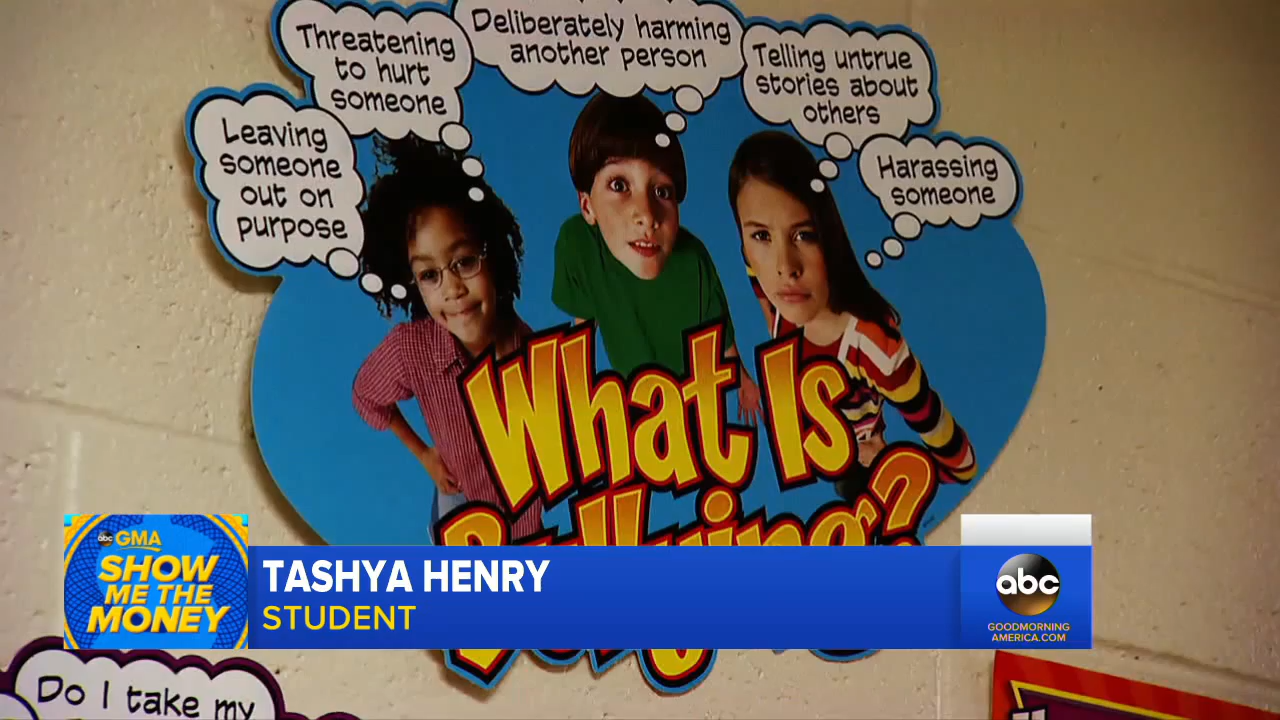 Leaving
someone
out on
purpose
Threatening
to hurt
someone
Deliberately harming
another person
Telling untrue
stories about
others
Harassing
someone
What Is
Bullying?
abc GMA
SHOW
ME THE
MONEY
TASHYA HENRY
STUDENT
abc
GOODMORNING
AMERICA.COM
Do I take my